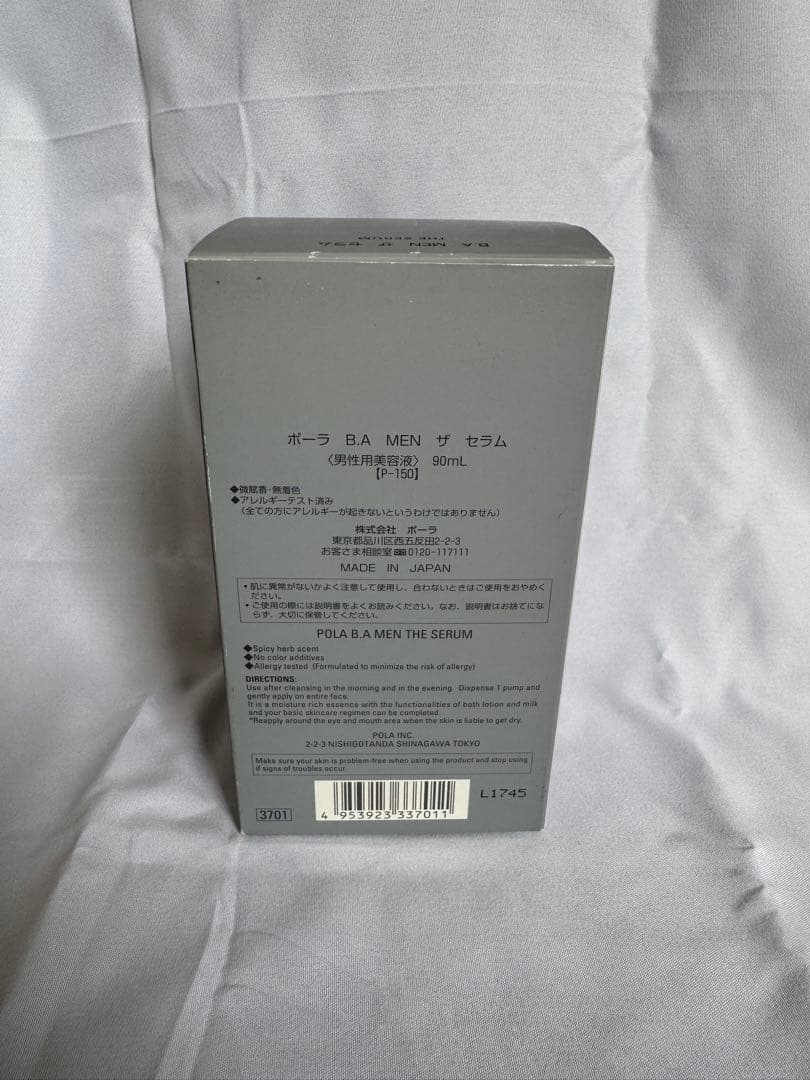 B.A MEN ザ セラム
THE SERUM
ポーラ B.A MEN ザ セラム
〈男性用美容液〉 90mL
【P-150】
◆微賦香・無着色
◆アレルギーテスト済み
（全ての方にアレルギーが起きないというわけではありません）
株式会社 ポーラ
東京都品川区西五反田2-2-3
お客さま相談室 0120-117111
MADE IN JAPAN
・肌に異常がないかよく注意して使用し、合わないときはご使用をおやめく
ださい。
・ご使用の際には説明書をよくお読みください。なお、説明書はお捨てにな
らず、大切に保管してください。
POLA B.A MEN THE SERUM
◆Spicy herb scent
◆No color additives
◆Allergy tested (Formulated to minimize the risk of allergy)
DIRECTIONS:
Use after cleansing in the morning and in the evening. Dispense 1 pump and
gently apply on entire face.
It is a moisture rich essence with the functionalities of both lotion and milk
and your basic skincare regimen can be completed.
*Reapply around the eye and mouth area when the skin is liable to get dry.
POLA INC.
2-2-3 NISHIGOTANDA SHINAGAWA TOKYO
Make sure your skin is problem-free when using the product and stop using
if signs of troubles occur.
3701
4 953923 337011
L1745